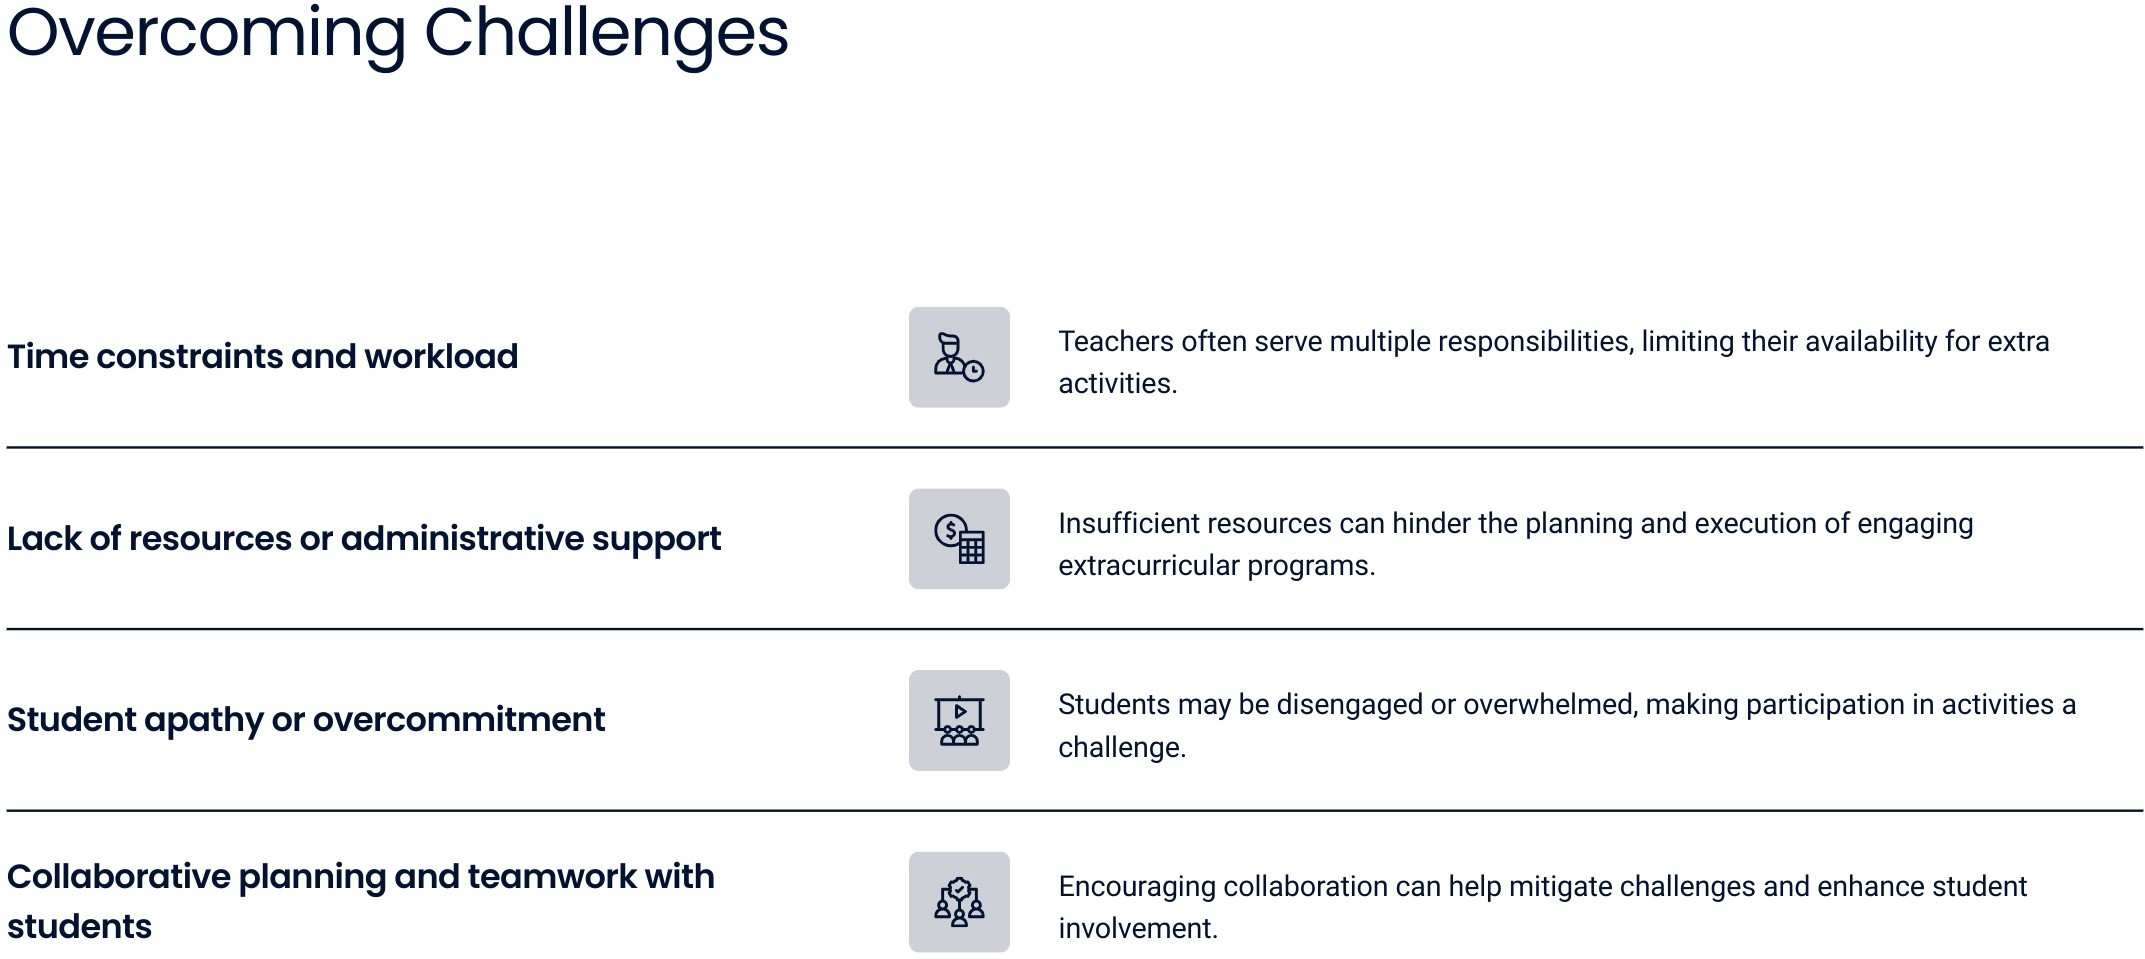 Overcoming Challenges
Time constraints and workload
Teachers often serve multiple responsibilities, limiting their availability for extra
activities.
Lack of resources or administrative support
Insufficient resources can hinder the planning and execution of engaging
extracurricular programs.
Student apathy or overcommitment
Students may be disengaged or overwhelmed, making participation in activities a
challenge.
Collaborative planning and teamwork with
students
Encouraging collaboration can help mitigate challenges and enhance student
involvement.